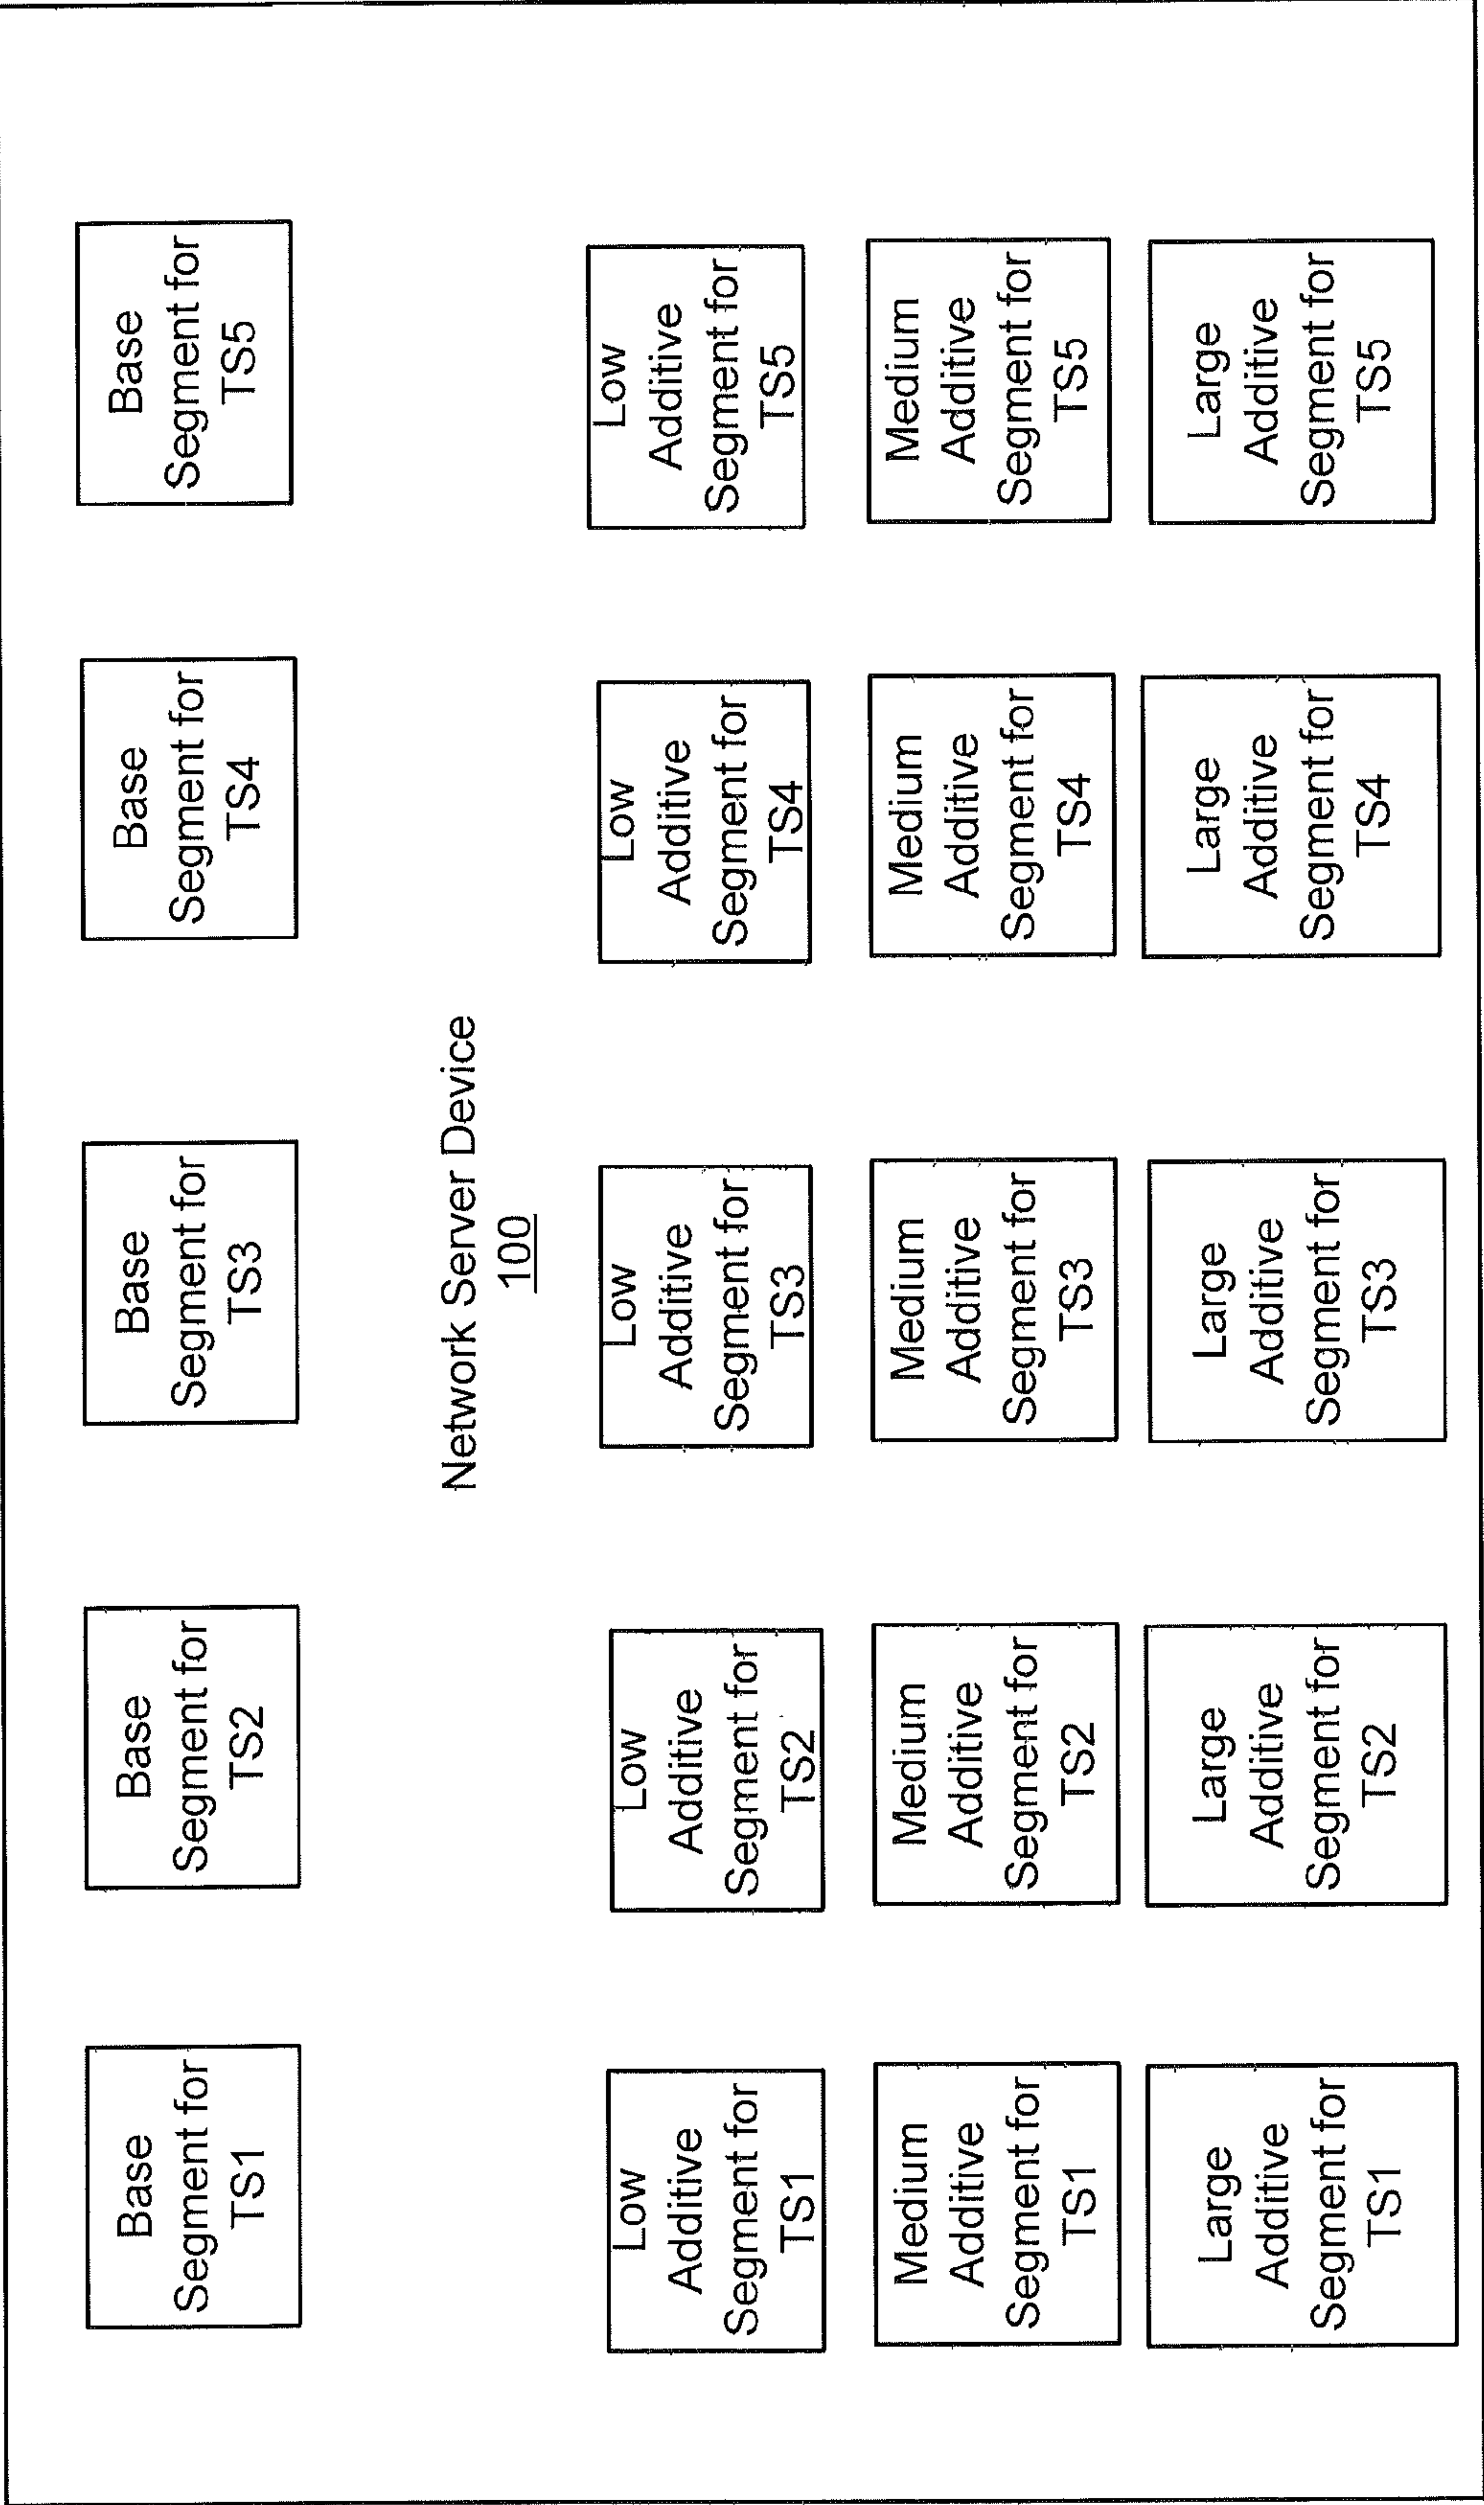 Base
Segment for
TS1
Base
Segment for
TS2
Base
Segment for
TS3
Base
Segment for
TS4
Base
Segment for
TS5
Network Server Device
100
Low
Additive
Segment for
TS1
Low
Additive
Segment for
TS2
Low
Additive
Segment for
TS3
Low
Additive
Segment for
TS4
Low
Additive
Segment for
TS5
Medium
Additive
Segment for
TS1
Medium
Additive
Segment for
TS2
Medium
Additive
Segment for
TS3
Medium
Additive
Segment for
TS4
Medium
Additive
Segment for
TS5
Large
Additive
Segment for
TS1
Large
Additive
Segment for
TS2
Large
Additive
Segment for
TS3
Large
Additive
Segment for
TS4
Large
Additive
Segment for
TS5